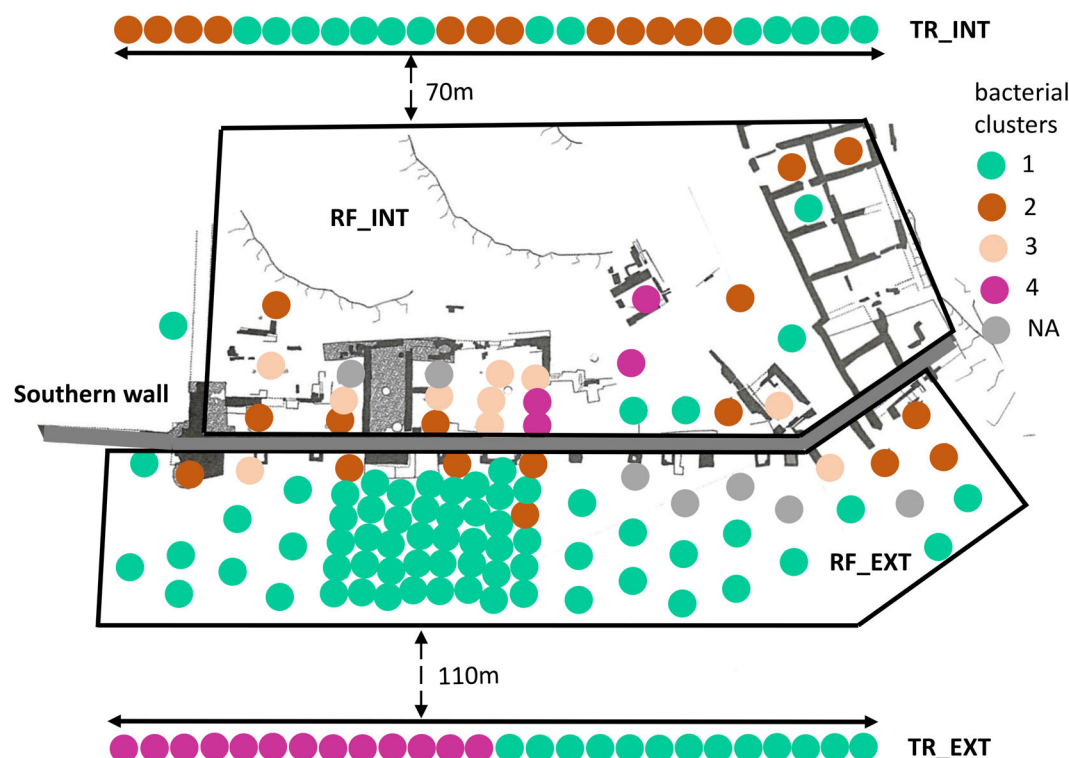 TR_INT
70m
bacterial
clusters
1
RF_INT
2
3
4
NA
Southern wall
RF_EXT
110m
TR_EXT